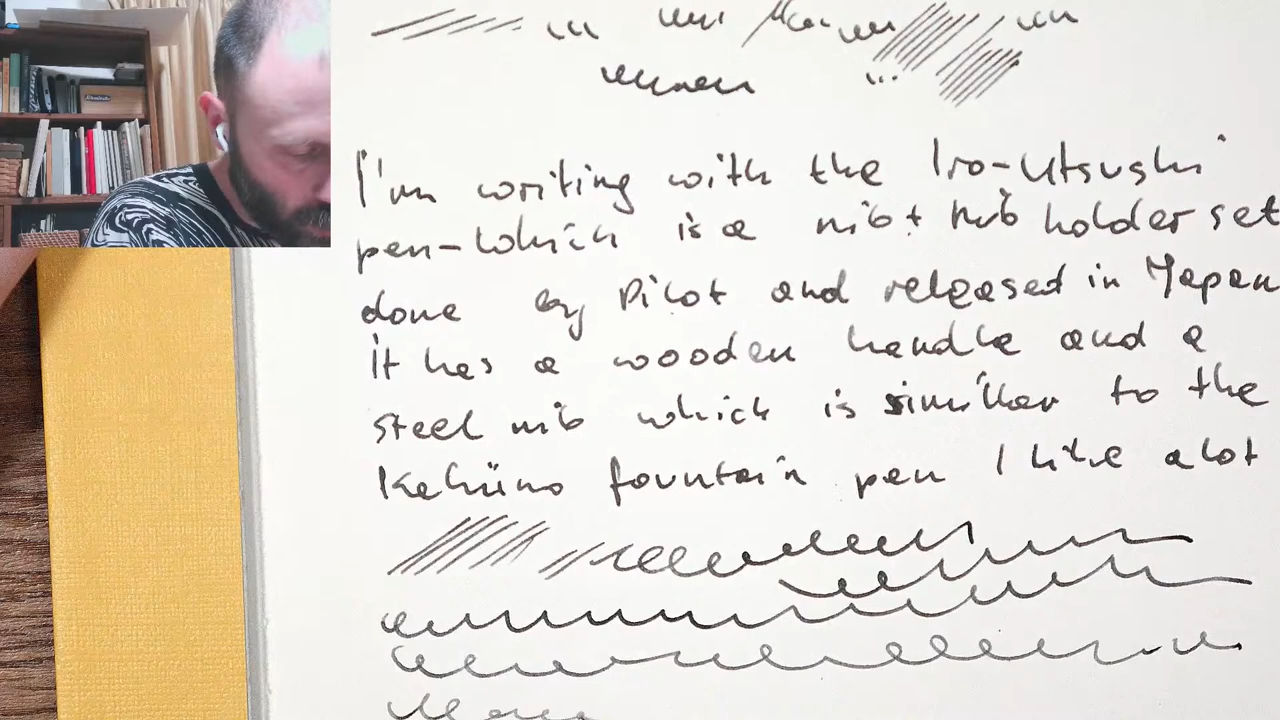 I'm writing with the Iro-Utsushi
pen-which is a nib + nib holder set
done by Pilot and released in Japan
it has a wooden handle and a
steel nib which is similar to the
Kakuno fountain pen I like a lot